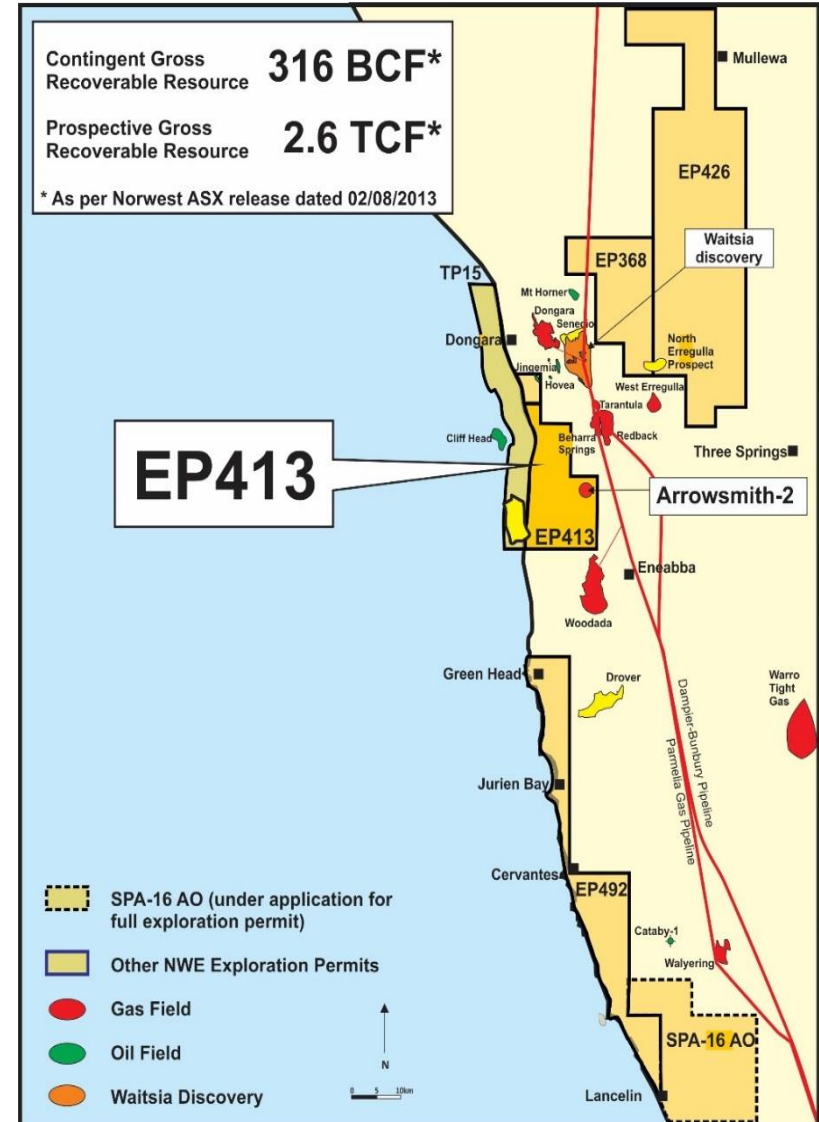 Contingent Gross
Recoverable Resource
316 BCF*
Prospective Gross
Recoverable Resource
2.6 TCF*
* As per Norwest ASX release dated 02/08/2013
Mullewa
EP426
Waitsia
discovery
EP368
TP15
Mt Horner
Dongara
Senecio
Dongara
North
Erregulla
Prospect
Jingemia
Hovea
West Erregulla
Tarantula
Cliff Head
Beharra
Springs
Redback
Three Springs
EP413
Arrowsmith-2
EP413
Eneabba
Woodada
Green Head
Drover
Warro
Tight
Gas
Dampier-Bunbury Pipeline
Parmelia Gas Pipeline
Jurien Bay
Cervantes
EP492
SPA-16 AO (under application for
full exploration permit)
Cataby-1
Walyering
Other NWE Exploration Permits
Gas Field
Oil Field
N
SPA-16 AO
Waitsia Discovery
0 5 10km
Lancelin